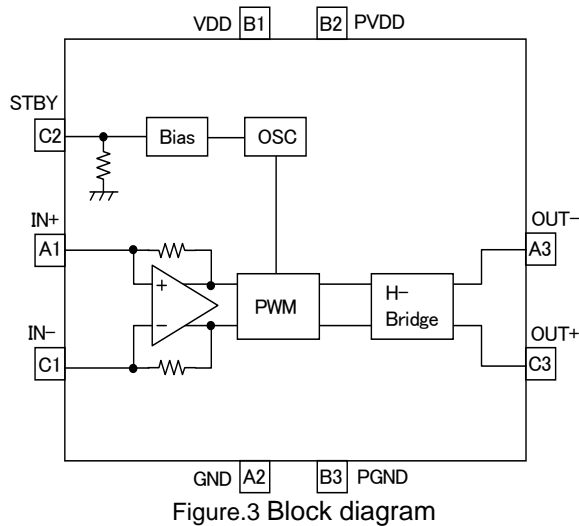 VDD B1 B2 PVDD
STBY
C2 Bias OSC
IN+ OUT-
A1 A3
+ PWM H-
Bridge
-
IN- OUT+
C1 C3
GND A2 B3 PGND
Figure.3 Block diagram